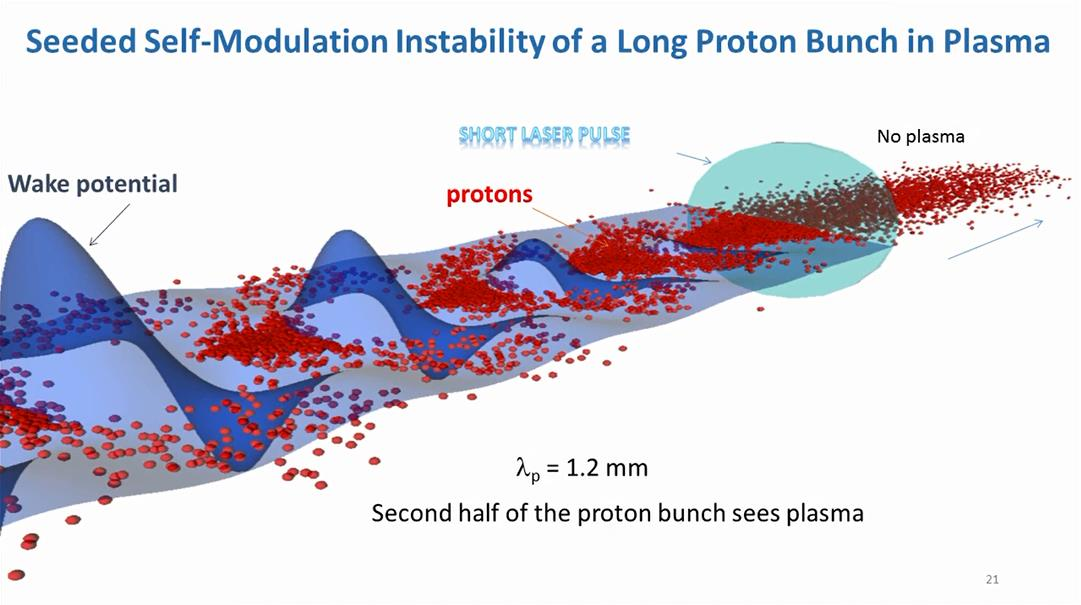 Seeded Self-Modulation Instability of a Long Proton Bunch in Plasma
SHORT LASER PULSE
No plasma
Wake potential
protons
λp = 1.2 mm
Second half of the proton bunch sees plasma
21